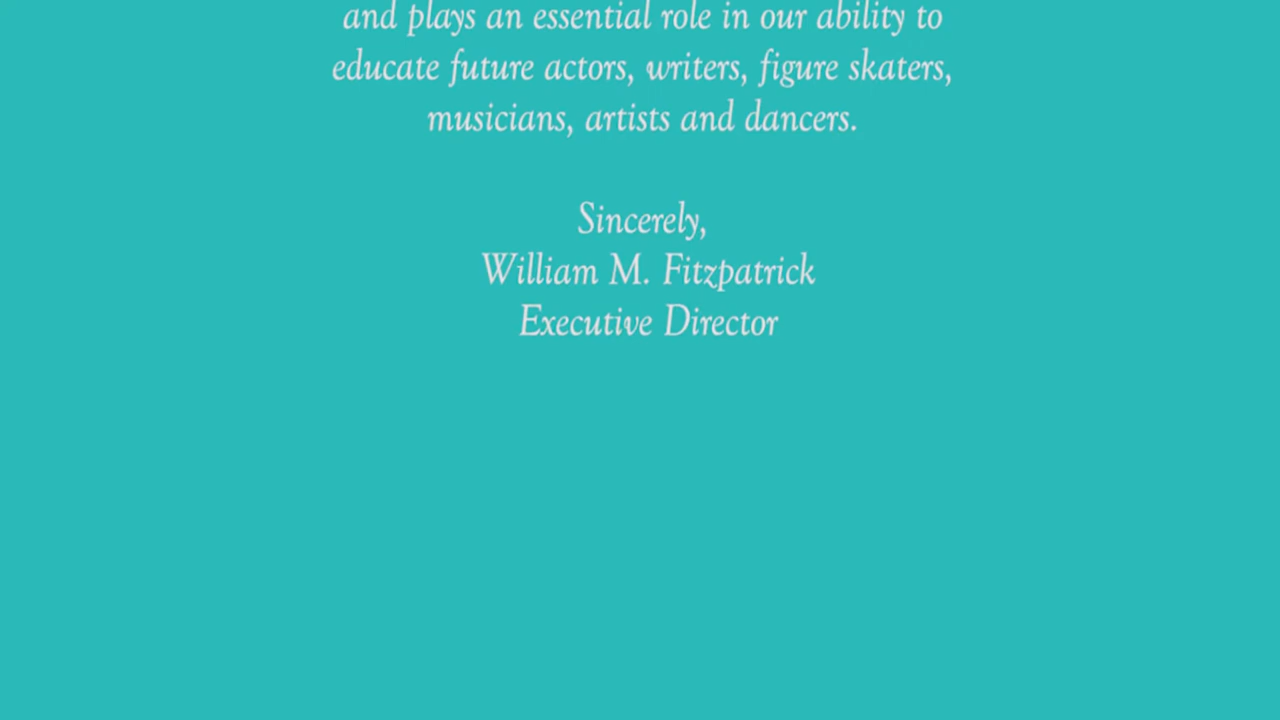 and plays an essential role in our ability to
educate future actors, writers, figure skaters,
musicians, artists and dancers.
Sincerely,
William M. Fitzpatrick
Executive Director